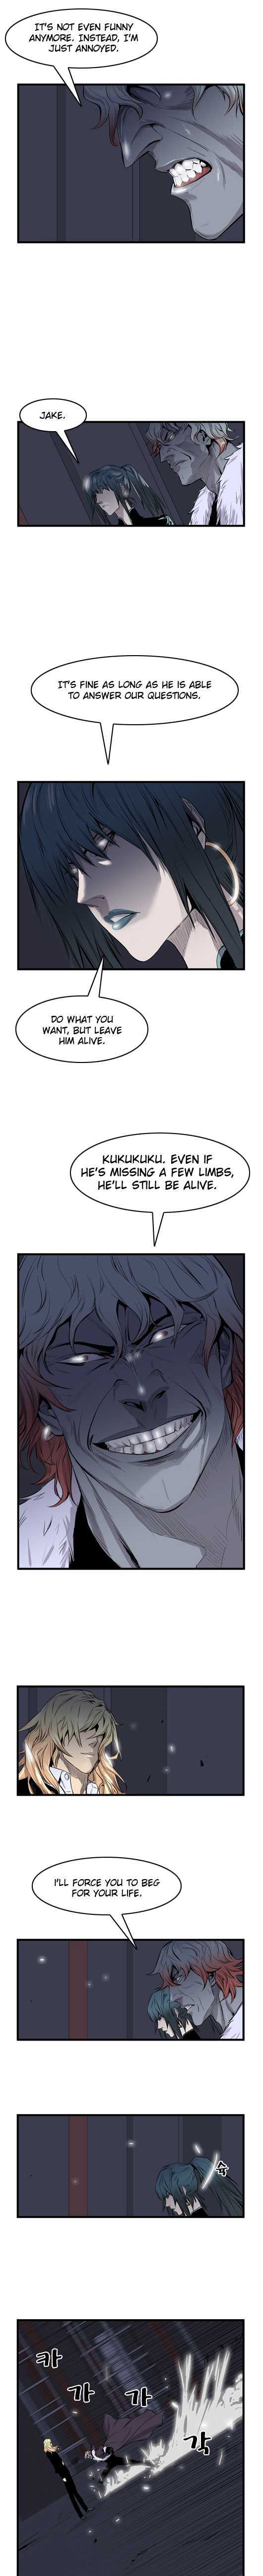 IT'S NOT EVEN FUNNY
ANYMORE. INSTEAD, I'M
JUST ANNOYED.
JAKE.
IT'S FINE AS LONG AS HE IS ABLE
TO ANSWER OUR QUESTIONS.
DO WHAT YOU
WANT, BUT LEAVE
HIM ALIVE.
KUKUKUKU. EVEN IF
HE'S MISSING A FEW LIMBS,
HE'LL STILL BE ALIVE.
I'LL FORCE YOU TO BEG
FOR YOUR LIFE.
슉
카
카
카
각